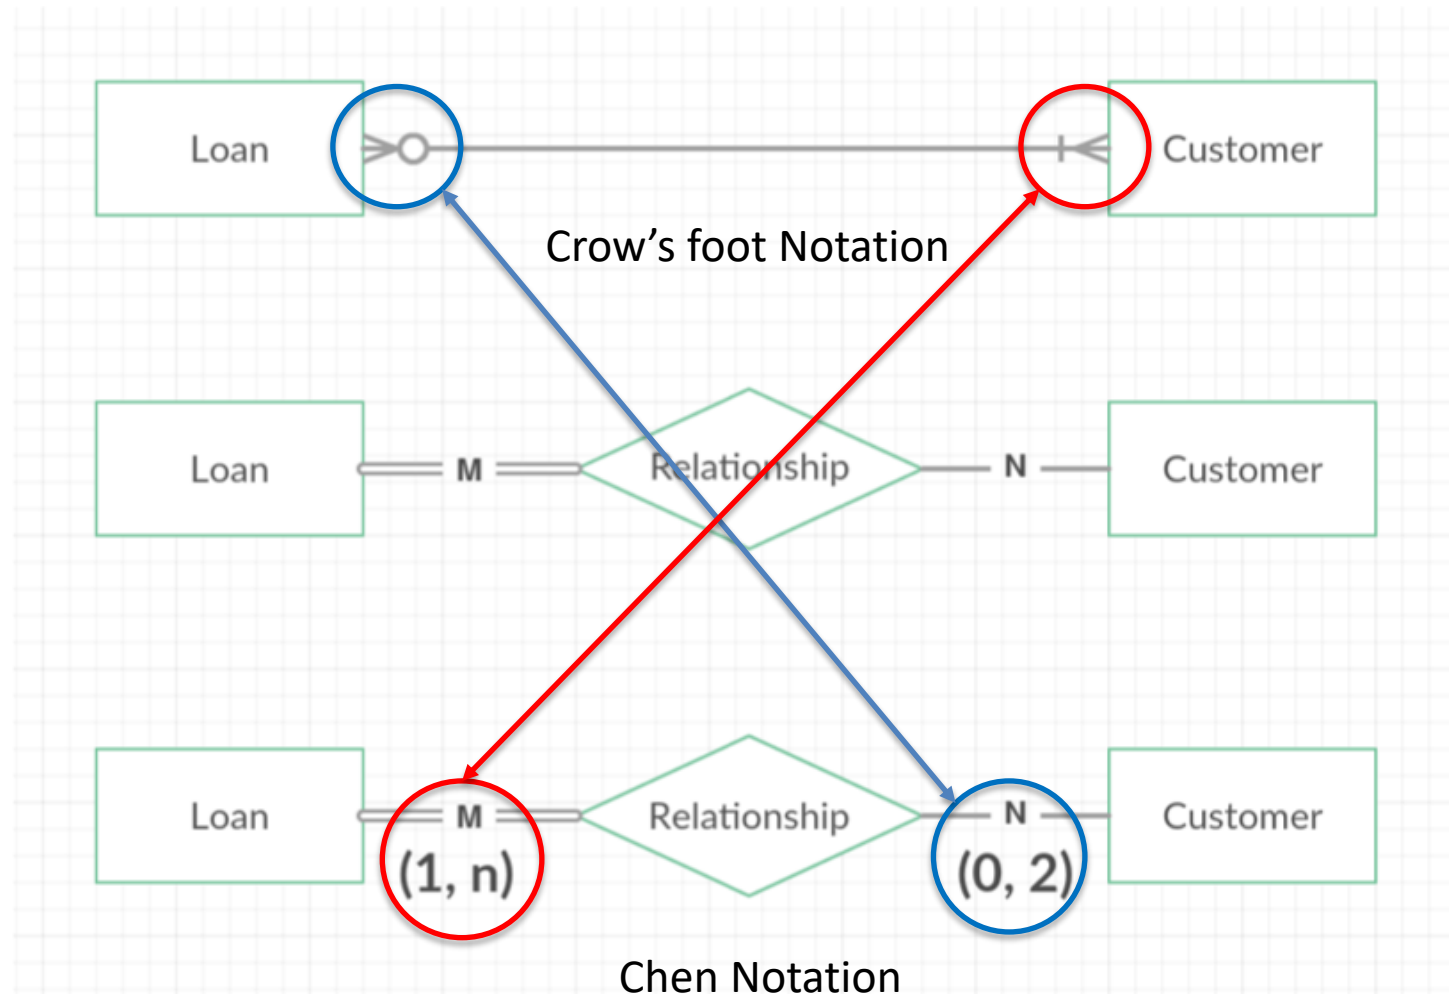 Loan Customer
Crow’s foot Notation
Loan M Relationship N Customer
Loan M Relationship N Customer
(1, n) (0, 2)
Chen Notation